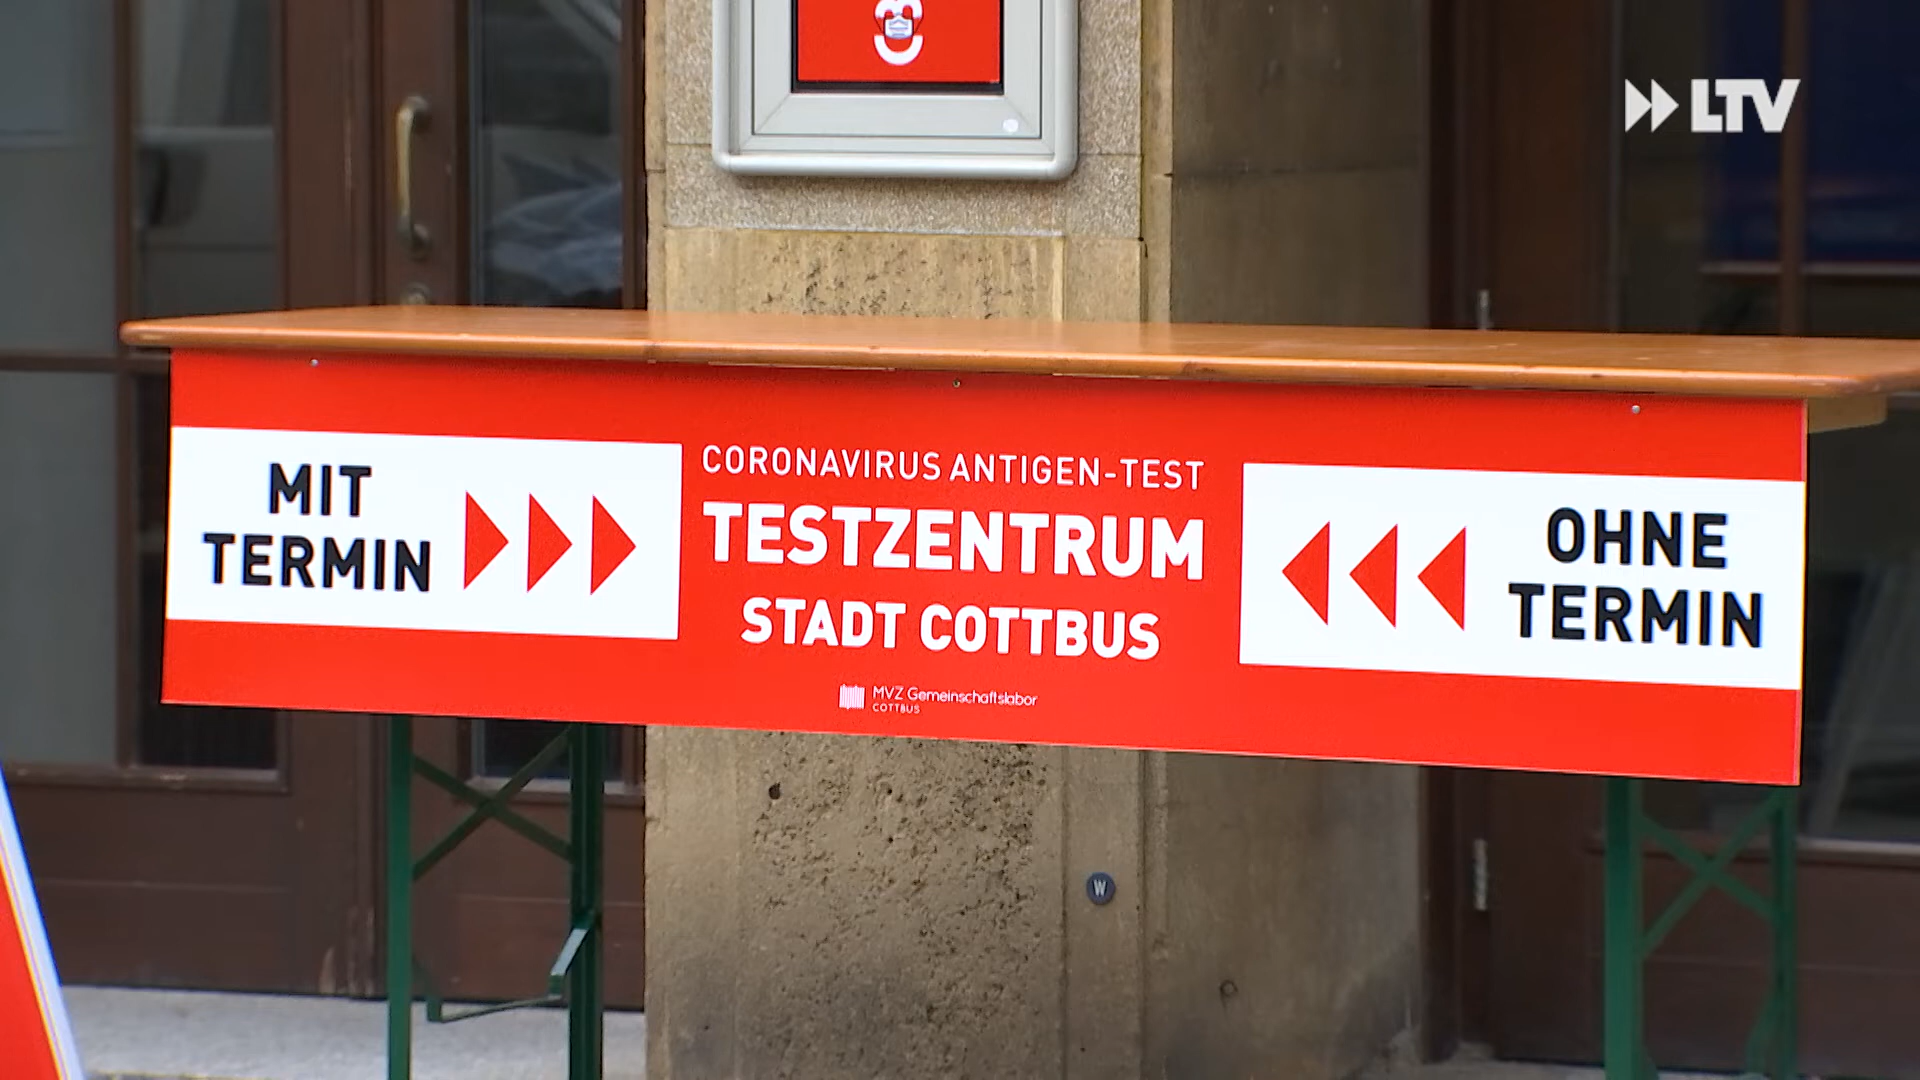 LTV
CORONAVIRUS ANTIGEN-TEST
MIT
TERMIN
TESTZENTRUM
STADT COTTBUS
OHNE
TERMIN
MVZ Gemeinschaftslabor
COTTBUS
W